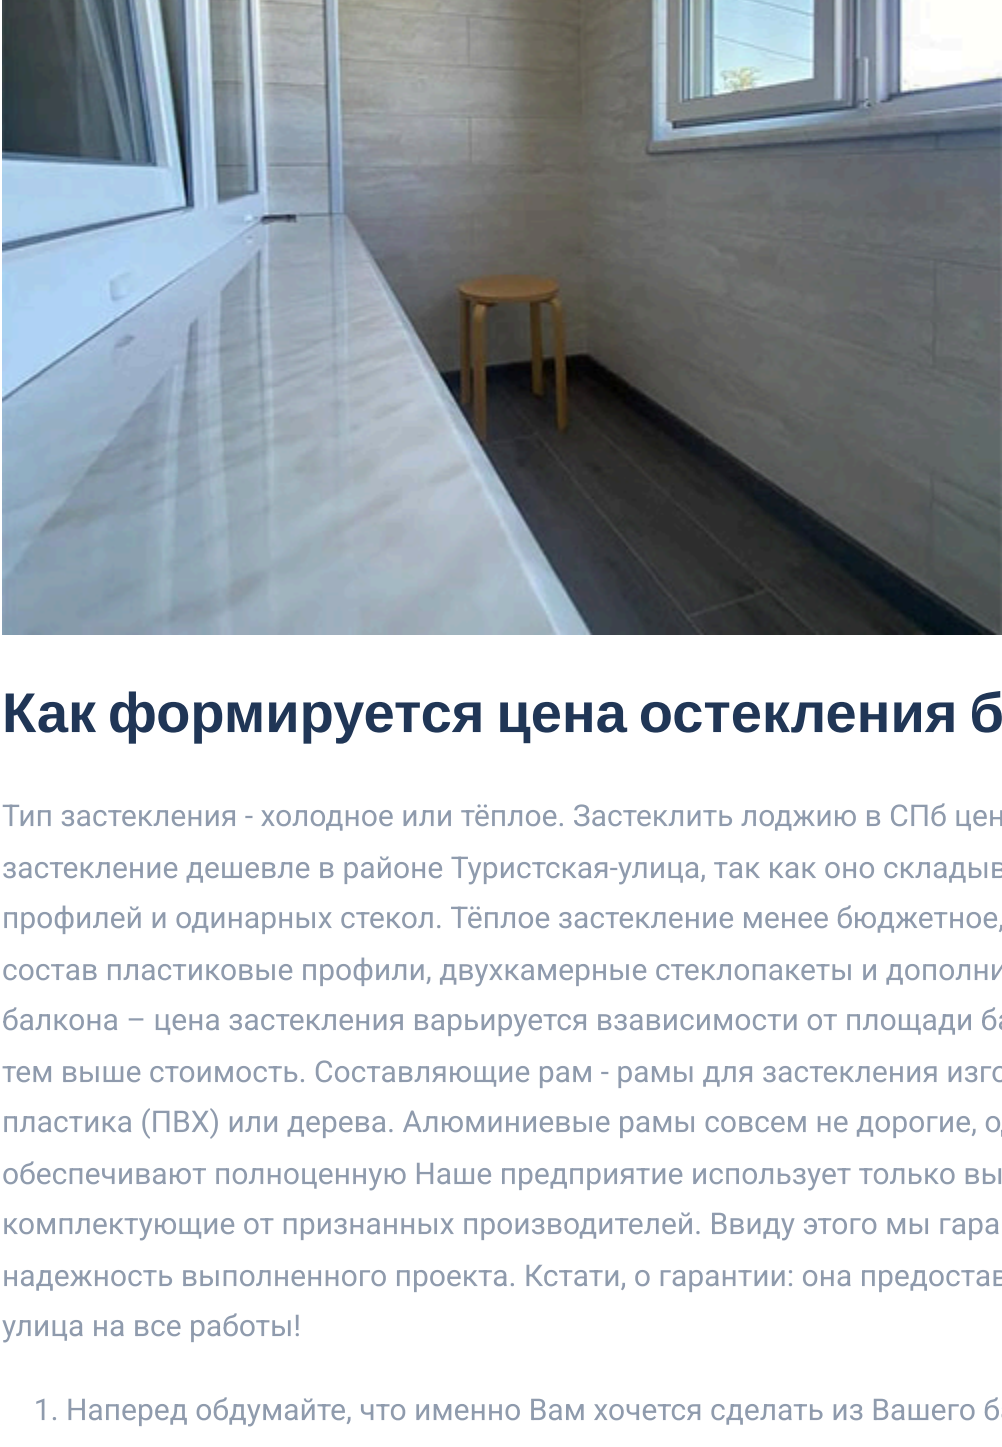 Как формируется цена остекления б
Тип застекления - холодное или тёплое. Застеклить лоджию в СПб цен
застекление дешевле в районе Туристская-улица, так как оно складыв
профилей и одинарных стекол. Тёплое застекление менее бюджетное,
состав пластиковые профили, двухкамерные стеклопакеты и дополни
балкона – цена застекления варьируется взависимости от площади ба
тем выше стоимость. Составляющие рам - рамы для застекления изго
пластика (ПВХ) или дерева. Алюминиевые рамы совсем не дорогие, од
обеспечивают полноценную Наше предприятие использует только вы
комплектующие от признанных производителей. Ввиду этого мы гара
надежность выполненного проекта. Кстати, о гарантии: она предостав
улица на все работы!
1. Наперед обдумайте, что именно Вам хочется сделать из Вашего ба